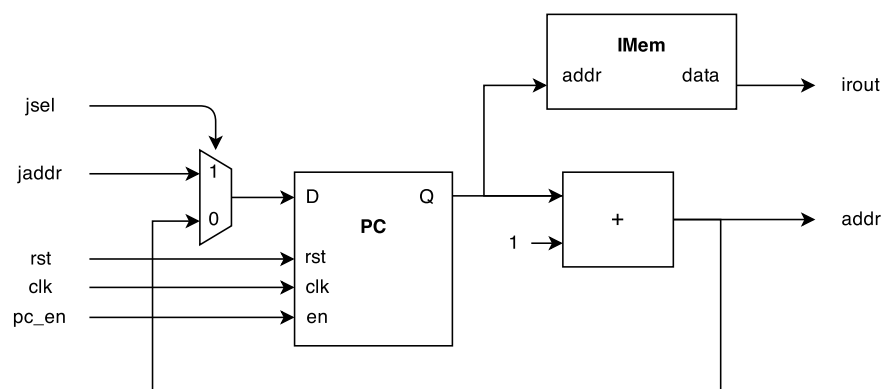 IMem
addr data irout
jsel
jaddr 1
D Q
0 PC + addr
1
rst rst
clk clk
pc_en en